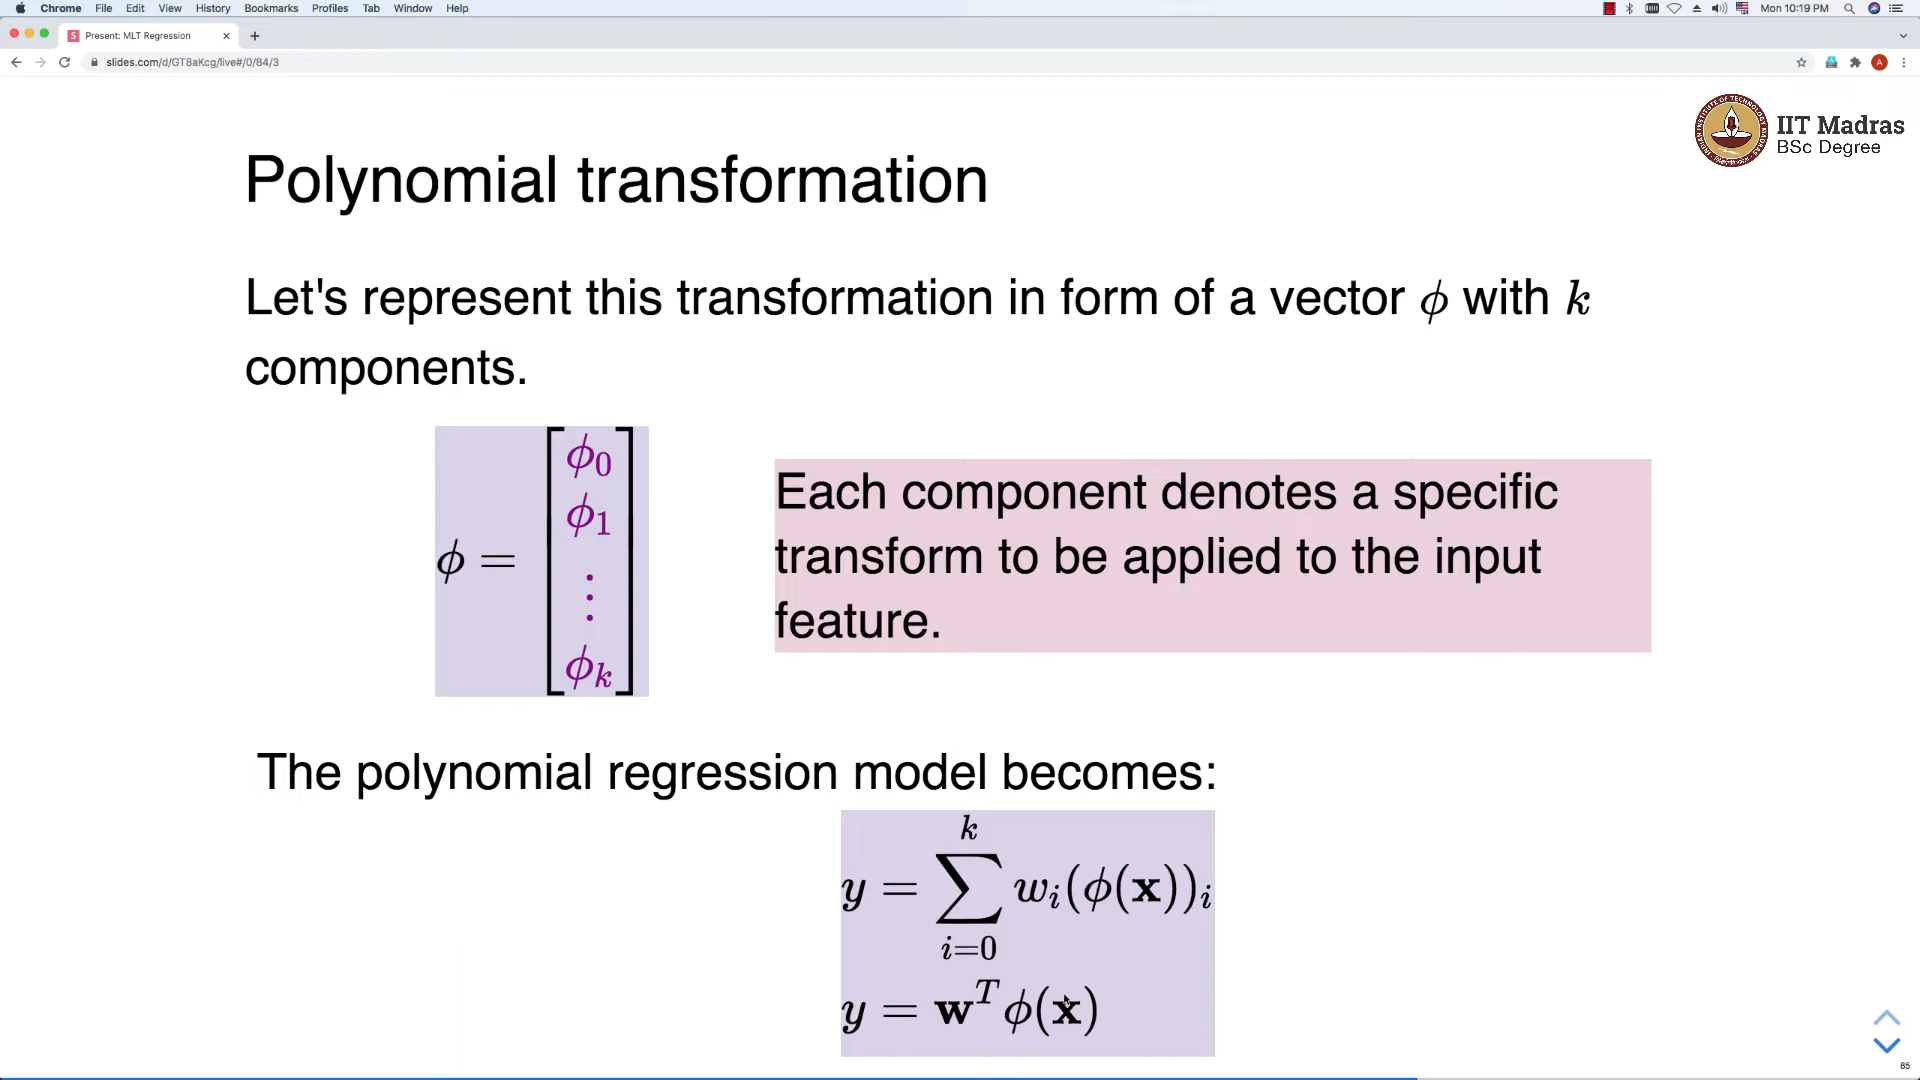 Chrome File Edit View History Bookmarks Profiles Tab Window Help Mon 10:19 PM
Present: MLT Regression
slides.com/d/GT8aKcg/live#/0/84/3
A
IIT Madras
BSc Degree
Polynomial transformation
Let's represent this transformation in form of a vector ϕ with k
components.
ϕ = [ϕ₀ ϕ₁ ⋮ ϕₖ]
Each component denotes a specific
transform to be applied to the input
feature.
The polynomial regression model becomes:
y = ∑_{i=0}^{k} w_i(ϕ(𝐱))_i
y = 𝐰^T ϕ(𝐱)
85